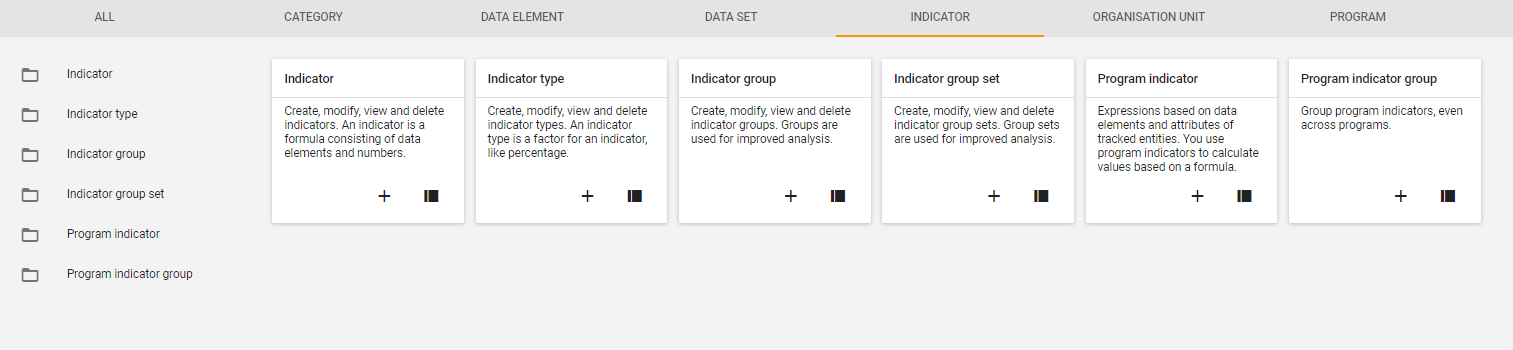 ALL
CATEGORY
DATA ELEMENT
DATA SET
INDICATOR
ORGANISATION UNIT
PROGRAM
Indicator
Indicator type
Indicator group
Indicator group set
Program indicator
Program indicator group
Indicator
Create, modify, view and delete
indicators. An indicator is a
formula consisting of data
elements and numbers.
Indicator type
Create, modify, view and delete
indicator types. An indicator
type is a factor for an indicator,
like percentage.
Indicator group
Create, modify, view and delete
indicator groups. Groups are
used for improved analysis.
Indicator group set
Create, modify, view and delete
indicator group sets. Group sets
are used for improved analysis.
Program indicator
Expressions based on data
elements and attributes of
tracked entities. You use
program indicators to calculate
values based on a formula.
Program indicator group
Group program indicators, even
across programs.